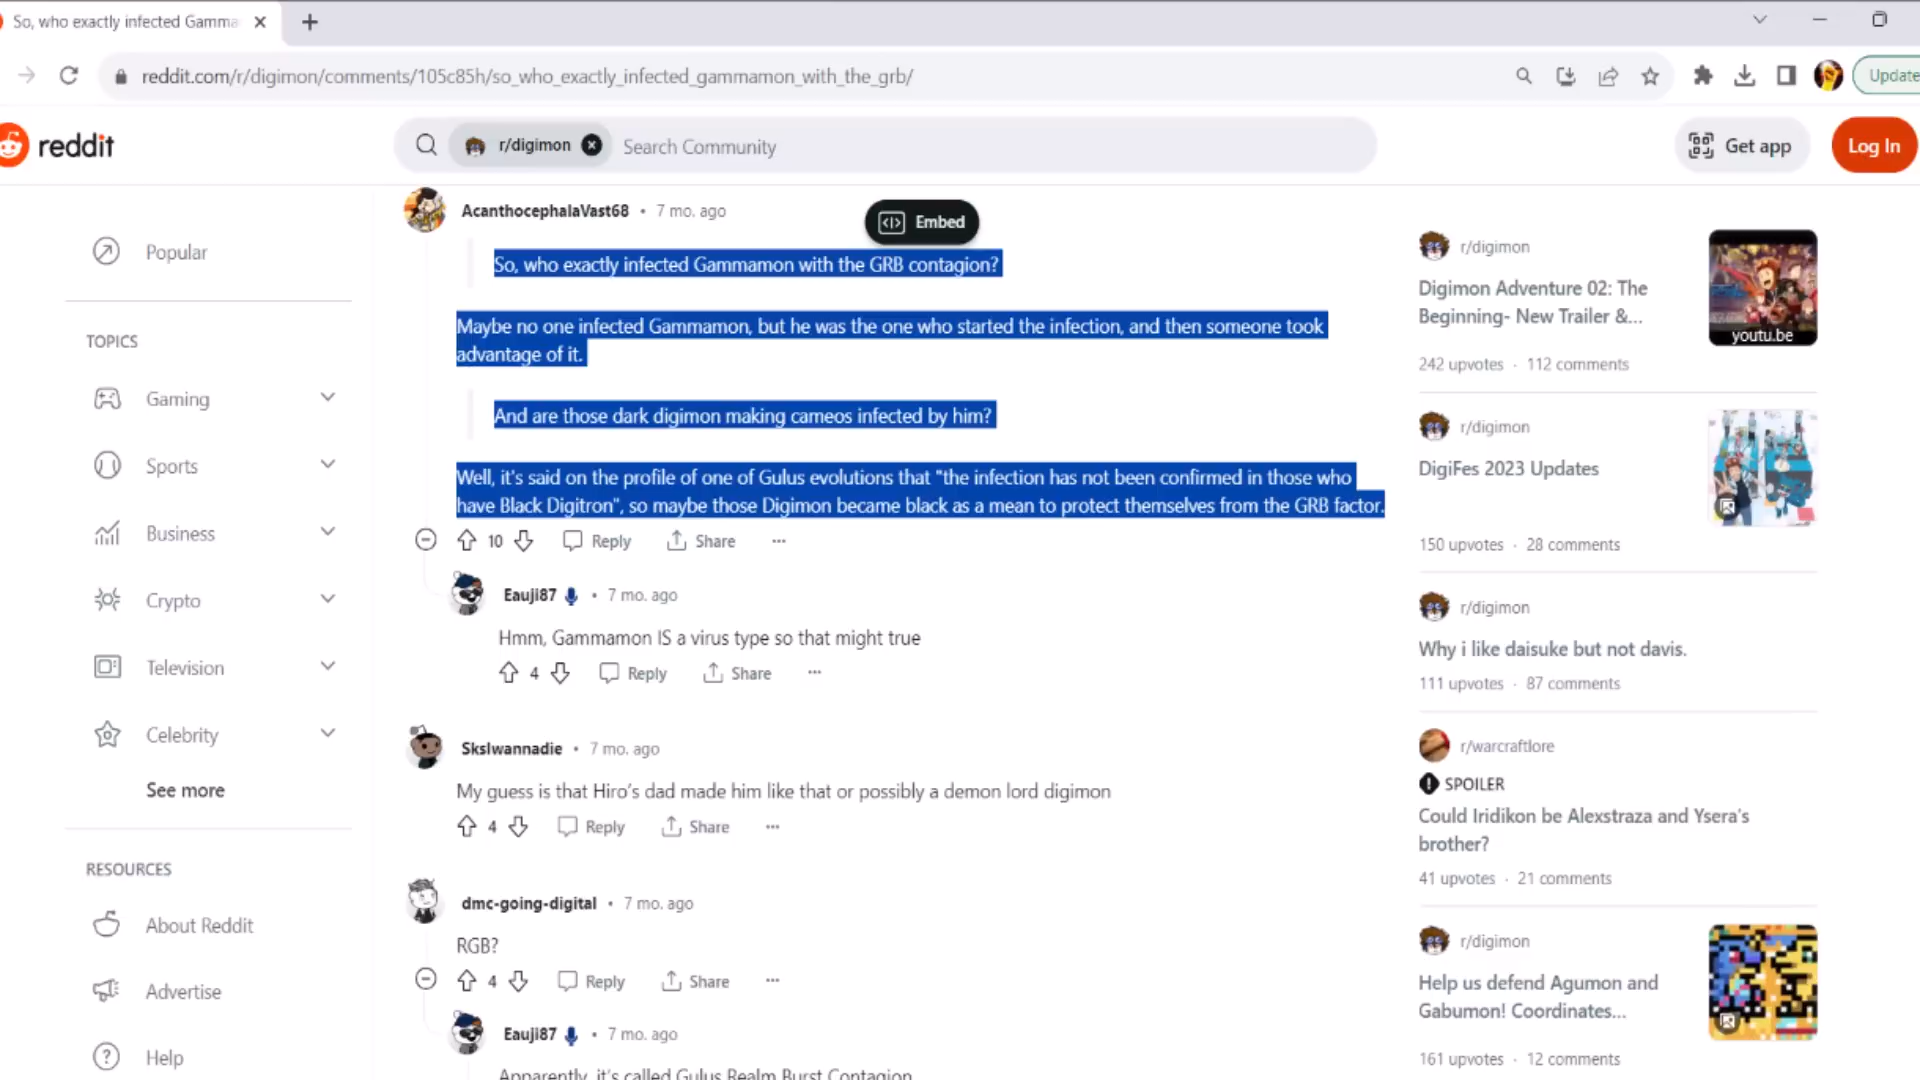 So, who exactly infected Gamma
reddit.com/r/digimon/comments/105c85h/so_who_exactly_infected_gammamon_with_the_grb/
Update
reddit
r/digimon
Search Community
Get app
Log In
Popular
TOPICS
Gaming
Sports
Business
Crypto
Television
Celebrity
See more
RESOURCES
About Reddit
Advertise
Help
AcanthocephalaVast68 • 7 mo. ago
Embed
So, who exactly infected Gammamon with the GRB contagion?
Maybe no one infected Gammamon, but he was the one who started the infection, and then someone took
advantage of it.
And are those dark digimon making cameos infected by him?
Well, it's said on the profile of one of Gulus evolutions that "the infection has not been confirmed in those who
have Black Digitron", so maybe those Digimon became black as a mean to protect themselves from the GRB factor.
10 Reply Share ...
Eauji87 • 7 mo. ago
Hmm, Gammamon IS a virus type so that might true
4 Reply Share ...
Skslwannadie • 7 mo. ago
My guess is that Hiro's dad made him like that or possibly a demon lord digimon
4 Reply Share ...
dmc-going-digital • 7 mo. ago
RGB?
4 Reply Share ...
Eauji87 • 7 mo. ago
Apparently, it's called Gulus Realm Burst Contagion
r/digimon
Digimon Adventure 02: The
Beginning- New Trailer &...
youtu.be
242 upvotes · 112 comments
r/digimon
DigiFes 2023 Updates
150 upvotes · 28 comments
r/digimon
Why i like daisuke but not davis.
111 upvotes · 87 comments
r/warcraftlore
SPOILER
Could Iridikon be Alexstraza and Ysera's
brother?
41 upvotes · 21 comments
r/digimon
Help us defend Agumon and
Gabumon! Coordinates...
161 upvotes · 12 comments